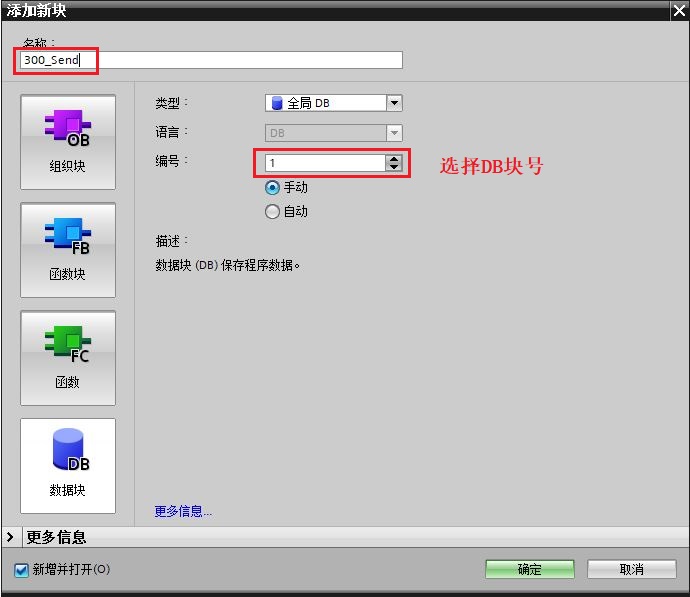 添加新块
名称：
300_Send
OB
组织块
FB
函数块
FC
函数
DB
数据块
类型：
全局 DB
语言：
DB
编号：
1
选择DB块号
手动
自动
描述：
数据块 (DB) 保存程序数据。
更多信息...
更多信息
新增并打开(O)
确定
取消